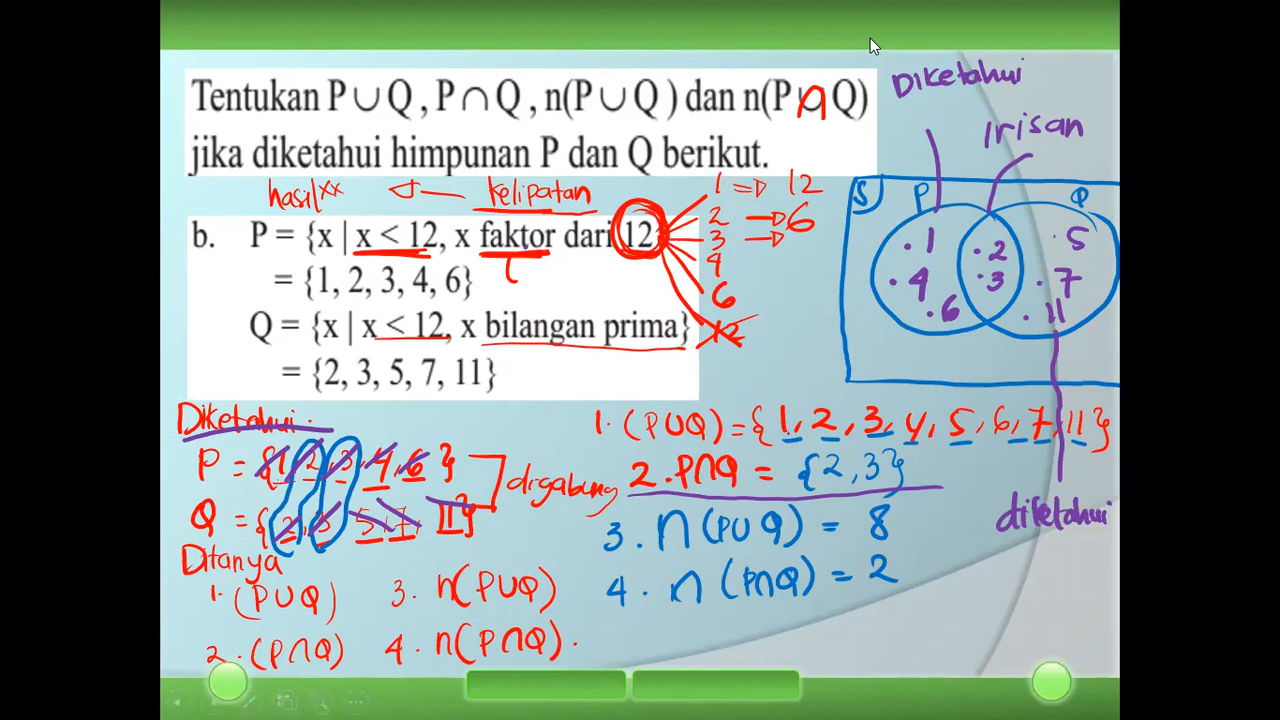 Tentukan P ∪ Q , P ∩ Q , n(P ∪ Q ) dan n(P ∩ Q)
jika diketahui himpunan P dan Q berikut.
hasil xx ← kelipatan
b. P = {x | x < 12, x faktor dari 12}
= {1, 2, 3, 4, 6}
Q = {x | x < 12, x bilangan prima}
= {2, 3, 5, 7, 11}
1 => 12
2 → 6
3 →
4
6
12
Diketahui
Irisan
S P Q
.1 .2 .5
.4 .3 .7
.6 .11
diketahui
Diketahui.
P = {1, 2, 3, 4, 6}
Q = {2, 3, 5, 7, 11}
digabung
Ditanya
1. (P∪Q) 3. n(P∪Q)
2. (P∩Q) 4. n(P∩Q).
1. (P∪Q) = {1, 2, 3, 4, 5, 6, 7, 11}
2. P∩Q = {2, 3}
3. n (P∪Q) = 8
4. n (P∩Q) = 2